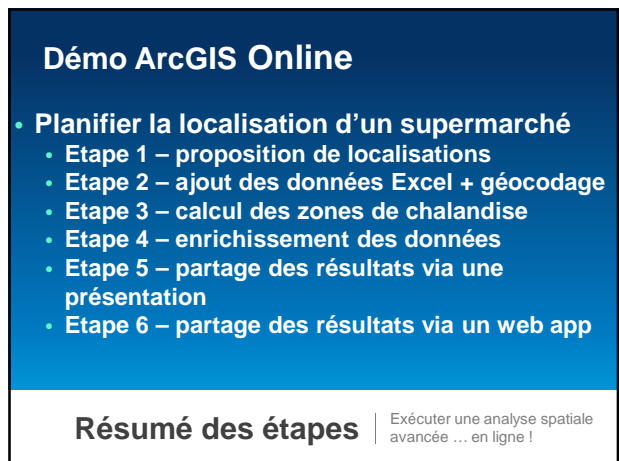 Démo ArcGIS Online
• Planifier la localisation d'un supermarché
• Etape 1 – proposition de localisations
• Etape 2 – ajout des données Excel + géocodage
• Etape 3 – calcul des zones de chalandise
• Etape 4 – enrichissement des données
• Etape 5 – partage des résultats via une
présentation
• Etape 6 – partage des résultats via un web app
Résumé des étapes
Exécuter une analyse spatiale
avancée … en ligne !